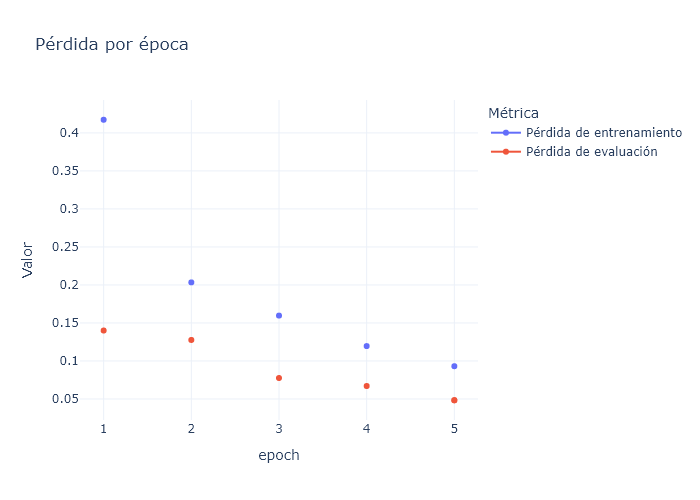 Pérdida por época
Métrica
Pérdida de entrenamiento
Pérdida de evaluación
Valor
0.4
0.35
0.3
0.25
0.2
0.15
0.1
0.05
1 2 3 4 5
epoch